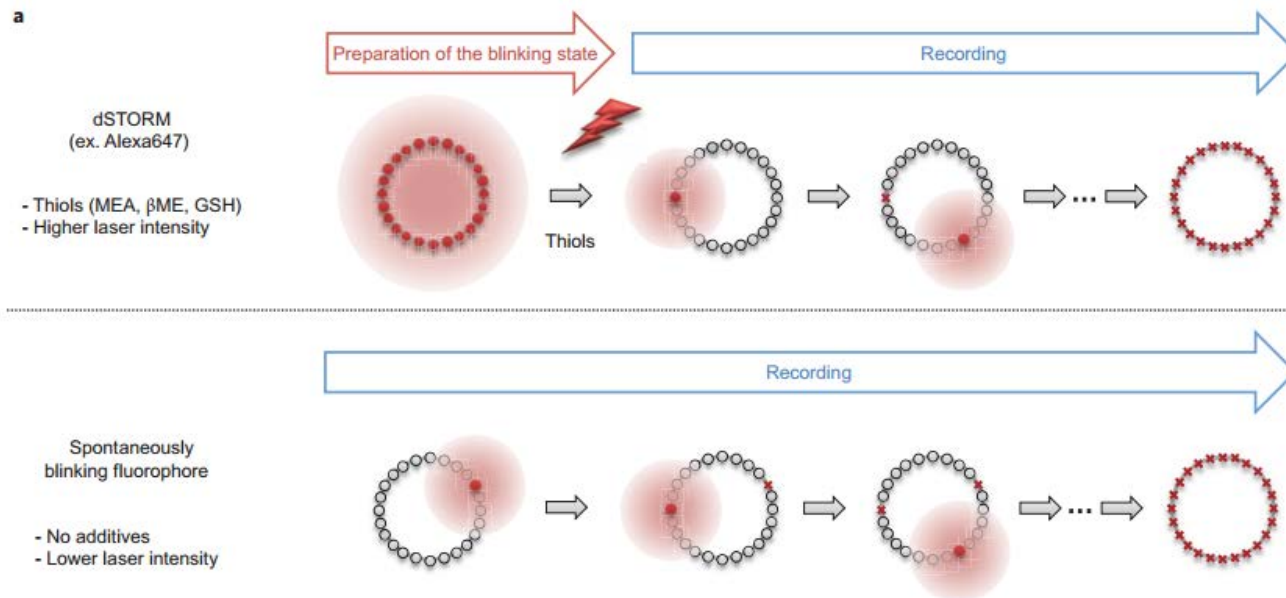 a
Preparation of the blinking state
Recording
dSTORM
(ex. Alexa647)
- Thiols (MEA, βME, GSH)
- Higher laser intensity
Thiols
...
Recording
Spontaneously
blinking fluorophore
- No additives
- Lower laser intensity
...